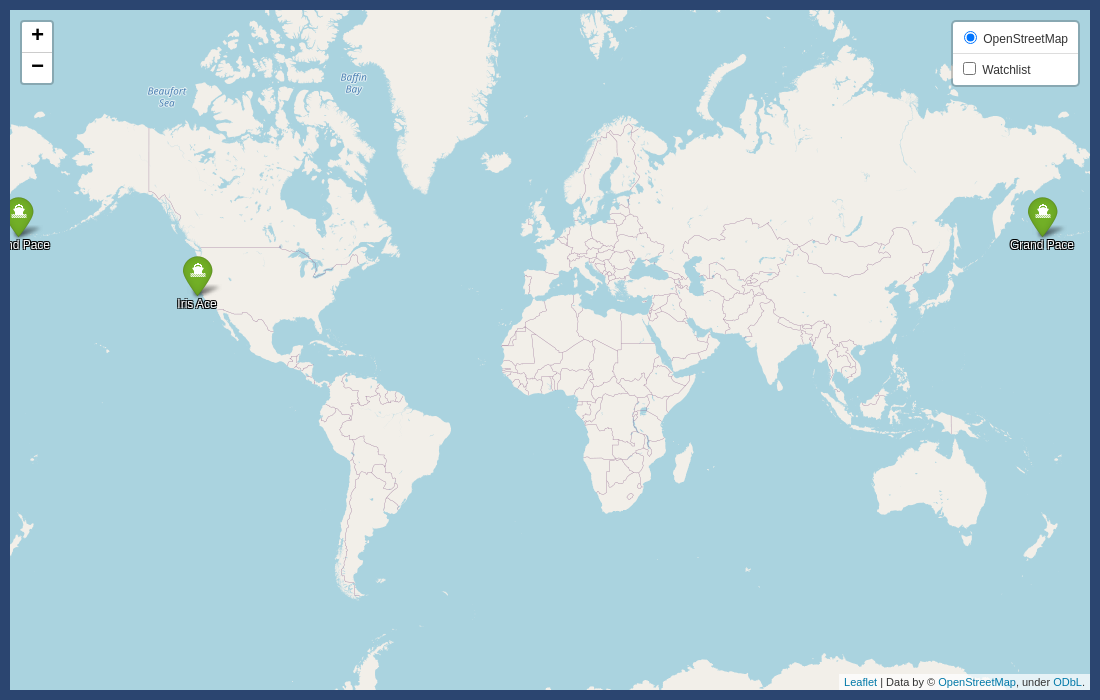 +
−
OpenStreetMap
Watchlist
Beaufort
Sea
Baffin
Bay
nd Pace
Grand Pace
Iris Ace
Leaflet | Data by © OpenStreetMap, under ODbL.